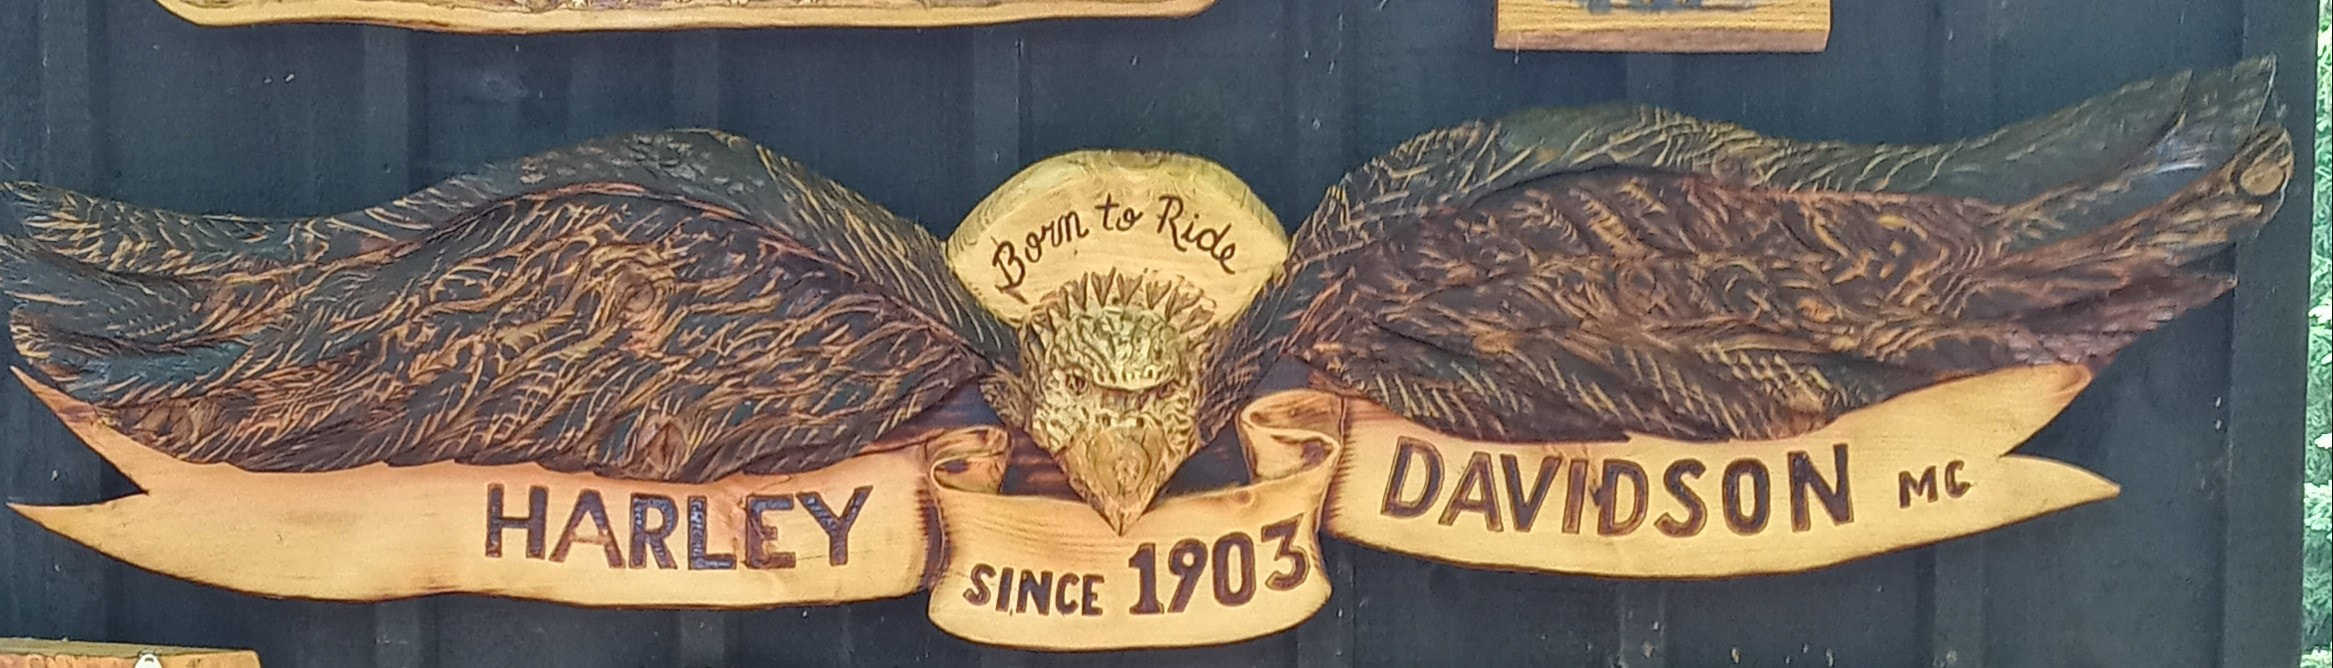 Born to Ride
HARLEY
DAVIDSON MC
SINCE 1903